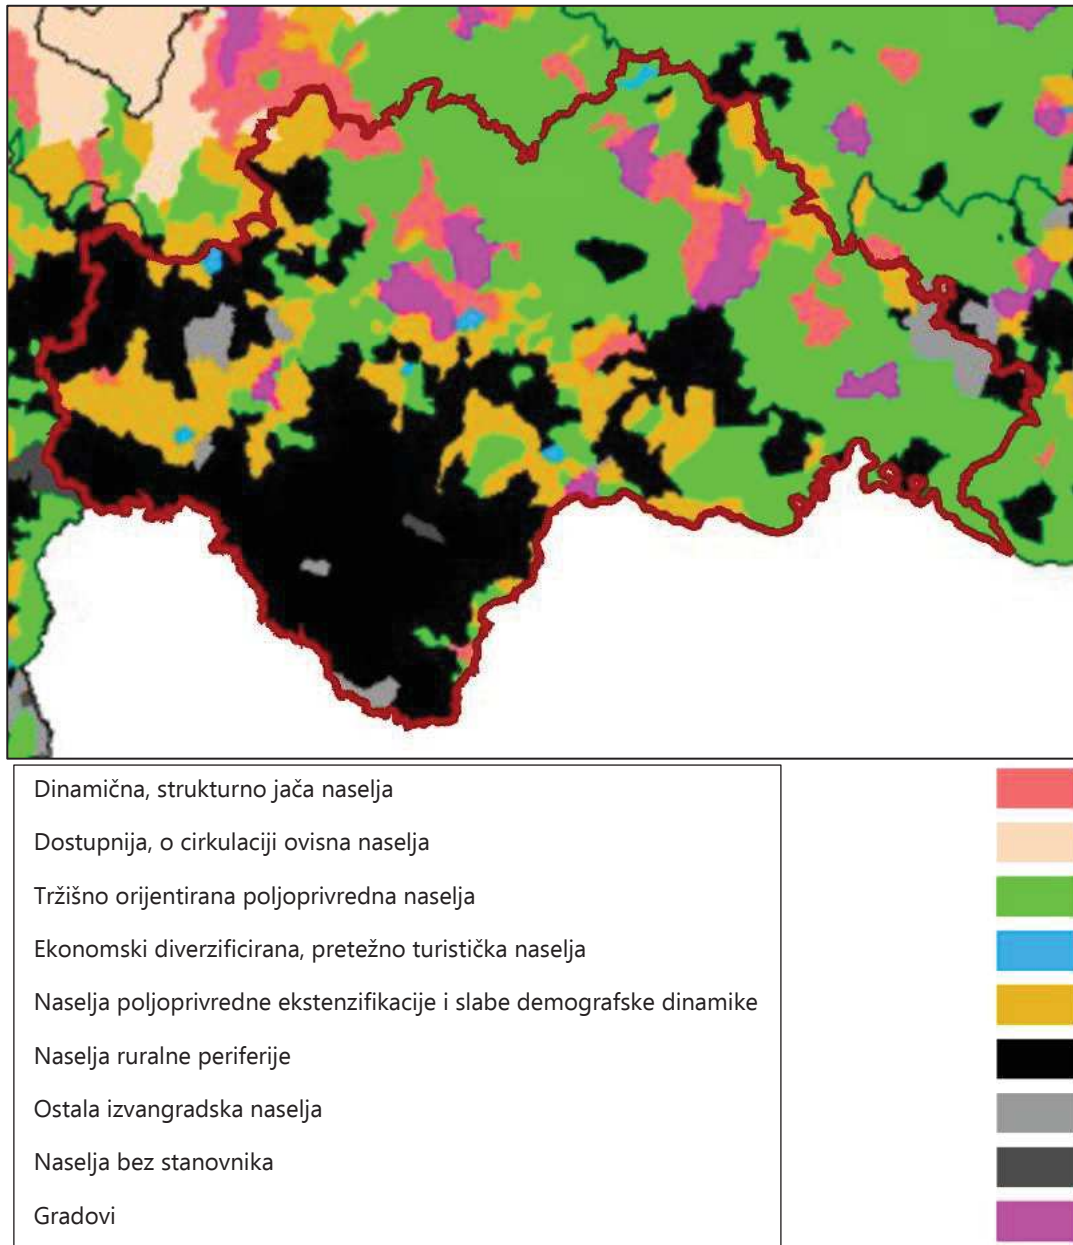 Dinamična, strukturno jača naselja
Dostupnija, o cirkulaciji ovisna naselja
Tržišno orijentirana poljoprivredna naselja
Ekonomski diverzificirana, pretežno turistička naselja
Naselja poljoprivredne ekstenzifikacije i slabe demografske dinamike
Naselja ruralne periferije
Ostala izvangradska naselja
Naselja bez stanovnika
Gradovi